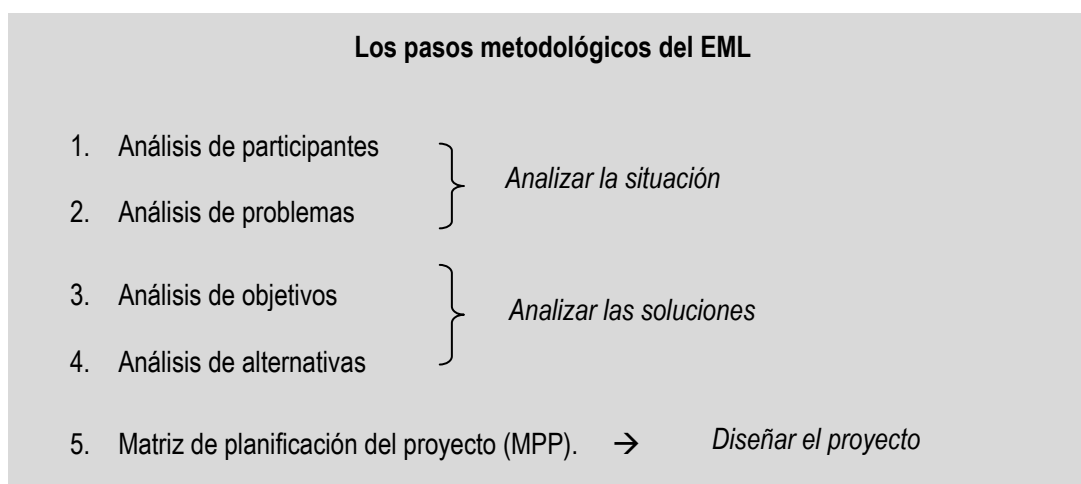 Los pasos metodológicos del EML
1. Análisis de participantes
Analizar la situación
2. Análisis de problemas
3. Análisis de objetivos
Analizar las soluciones
4. Análisis de alternativas
5. Matriz de planificación del proyecto (MPP). → Diseñar el proyecto